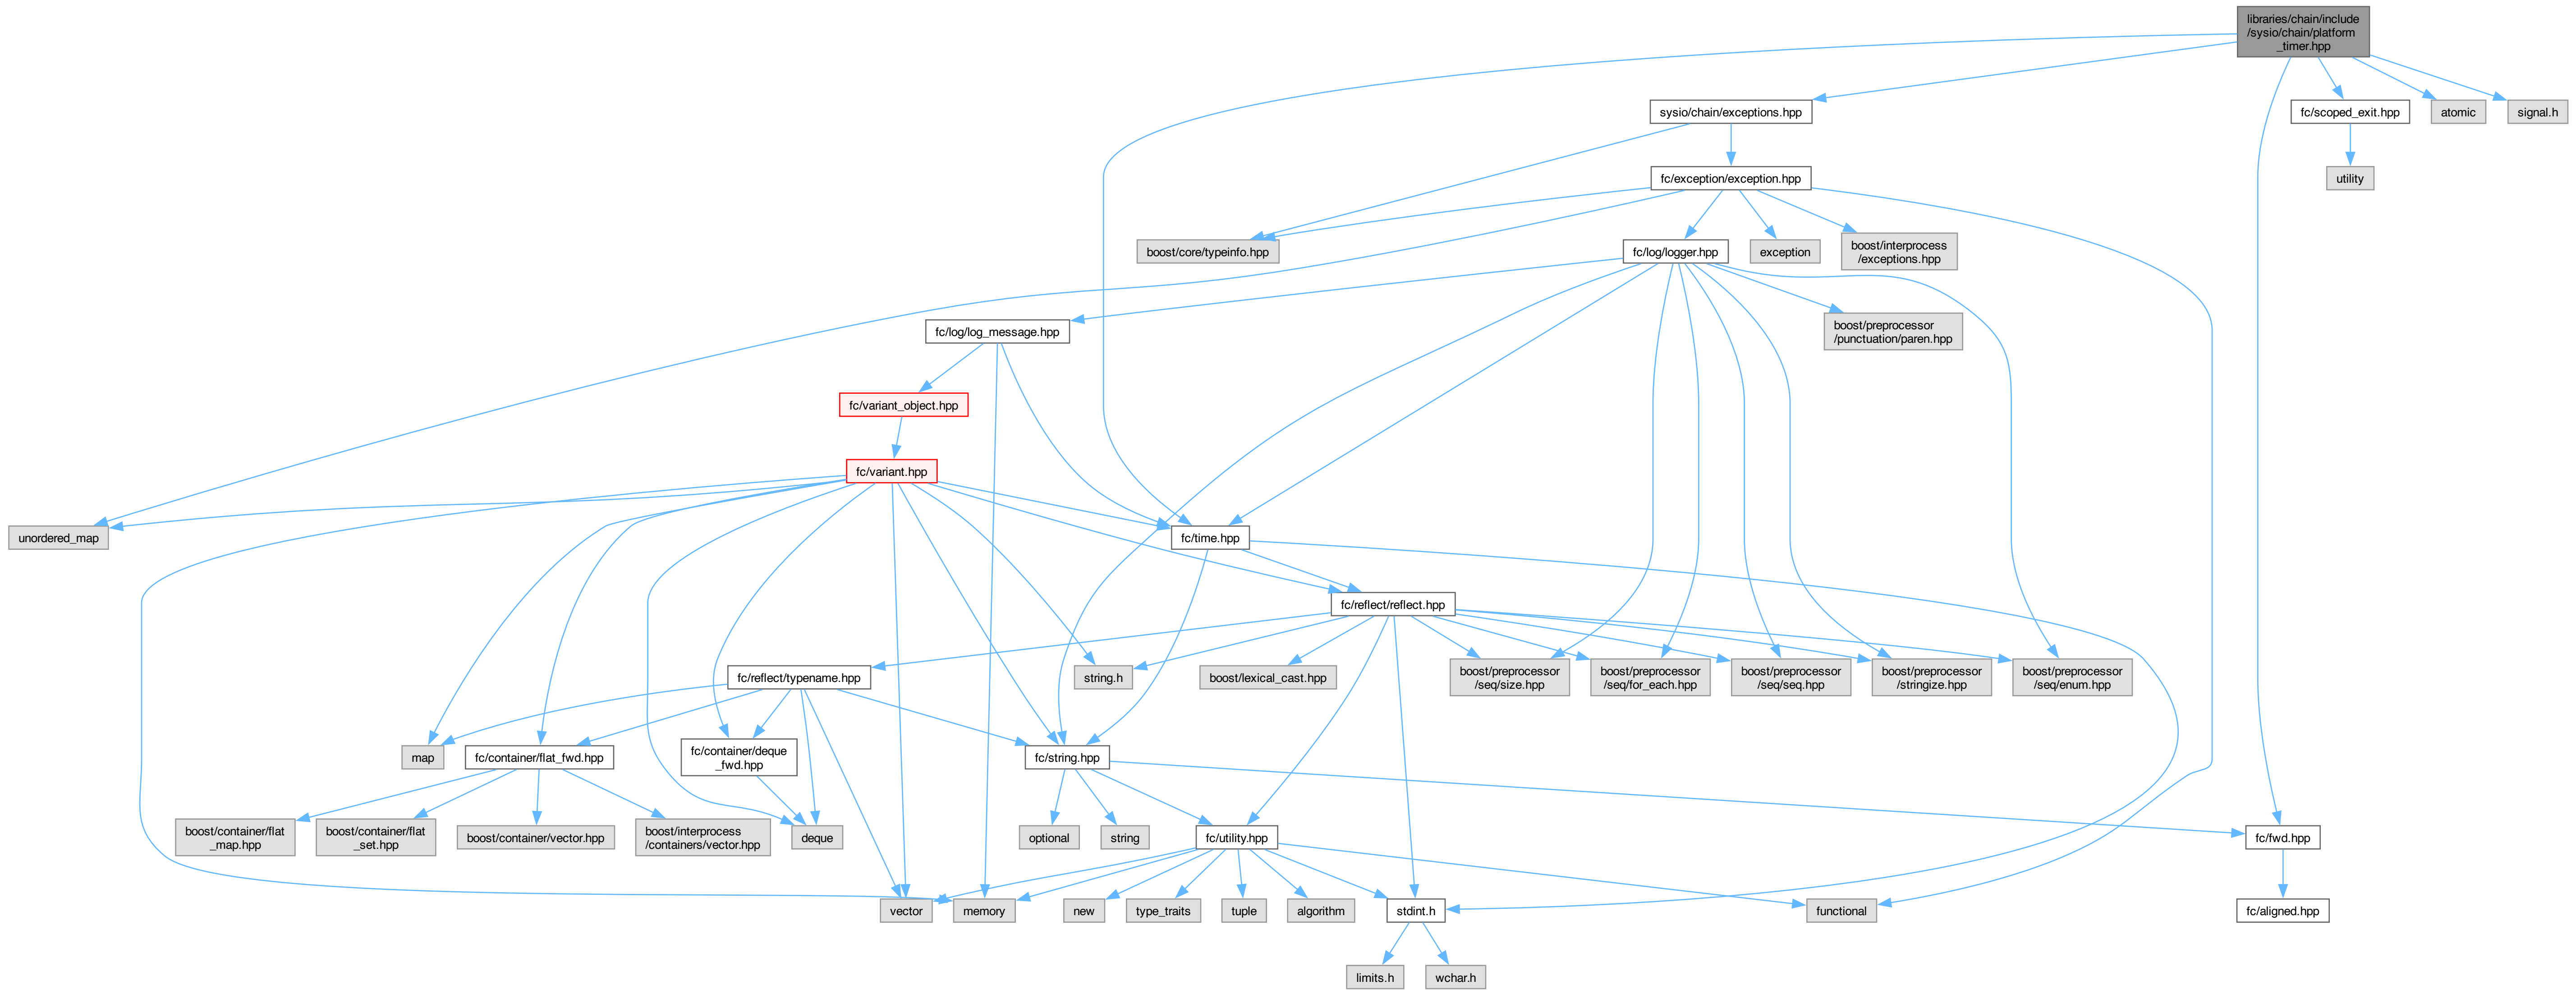 libraries/chain/include
/sysio/chain/platform
_timer.hpp
sysio/chain/exceptions.hpp
fc/scoped_exit.hpp
atomic
signal.h
fc/exception/exception.hpp
utility
boost/core/typeinfo.hpp
fc/log/logger.hpp
exception
boost/interprocess
/exceptions.hpp
fc/log/log_message.hpp
boost/preprocessor
/punctuation/paren.hpp
fc/variant_object.hpp
fc/variant.hpp
unordered_map
fc/time.hpp
fc/reflect/reflect.hpp
fc/reflect/typename.hpp
string.h
boost/lexical_cast.hpp
boost/preprocessor
/seq/size.hpp
boost/preprocessor
/seq/for_each.hpp
boost/preprocessor
/seq/seq.hpp
boost/preprocessor
/stringize.hpp
boost/preprocessor
/seq/enum.hpp
map
fc/container/flat_fwd.hpp
fc/container/deque
_fwd.hpp
fc/string.hpp
boost/container/flat
_map.hpp
boost/container/flat
_set.hpp
boost/container/vector.hpp
boost/interprocess
/containers/vector.hpp
deque
optional
string
fc/utility.hpp
fc/fwd.hpp
vector
memory
new
type_traits
tuple
algorithm
stdint.h
functional
fc/aligned.hpp
limits.h
wchar.h